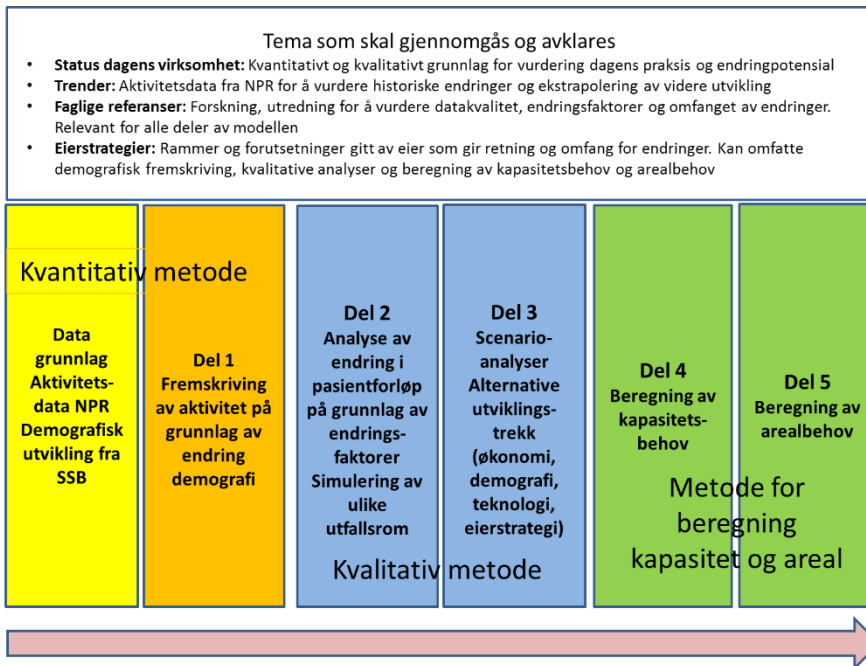 Tema som skal gjennomgås og avklares
• Status dagens virksomhet: Kvantitativt og kvalitativt grunnlag for vurdering dagens praksis og endringpotensial
• Trender: Aktivitetsdata fra NPR for å vurdere historiske endringer og ekstrapolering av videre utvikling
• Faglige referanser: Forskning, utredning for å vurdere datakvalitet, endringsfaktorer og omfanget av endringer.
Relevant for alle deler av modellen
• Eierstrategier: Rammer og forutsetninger gitt av eier som gir retning og omfang for endringer. Kan omfatte
demografisk fremskriving, kvalitative analyser og beregning av kapasitetsbehov og arealbehov
Kvantitativ metode
Data
grunnlag
Aktivitets-
data NPR
Demografisk
utvikling fra
SSB
Del 1
Fremskriving
av aktivitet på
grunnlag av
endring
demografi
Del 2
Analyse av
endring i
pasientforløp
på grunnlag av
endrings-
faktorer
Simulering av
ulike
utfallsrom
Del 3
Scenario-
analyser
Alternative
utviklings-
trekk
(økonomi,
demografi,
teknologi,
eierstrategi)
Kvalitativ metode
Del 4
Beregning av
kapasitets-
behov
Del 5
Beregning av
arealbehov
Metode for
beregning
kapasitet og areal